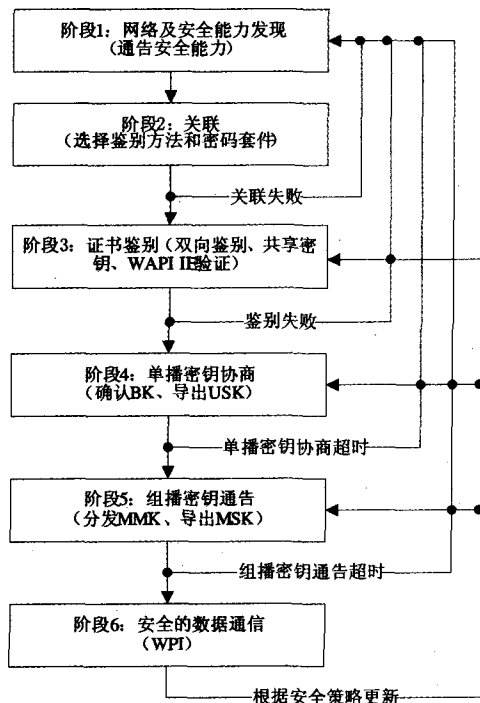 阶段1：网络及安全能力发现
（通告安全能力）
阶段2：关联
（选择鉴别方法和密码套件）
关联失败
阶段3：证书鉴别（双向鉴别、共享密
钥、WAPI IE验证）
鉴别失败
阶段4：单播密钥协商
（确认BK、导出USK）
单播密钥协商超时
阶段5：组播密钥通告
（分发MMK、导出MSK）
组播密钥通告超时
阶段6：安全的数据通信
（WPI）
根据安全策略更新